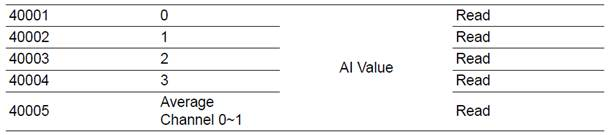 40001 0 Read
40002 1 Read
40003 2 AI Value Read
40004 3 Read
40005 Average Channel 0~1 Read